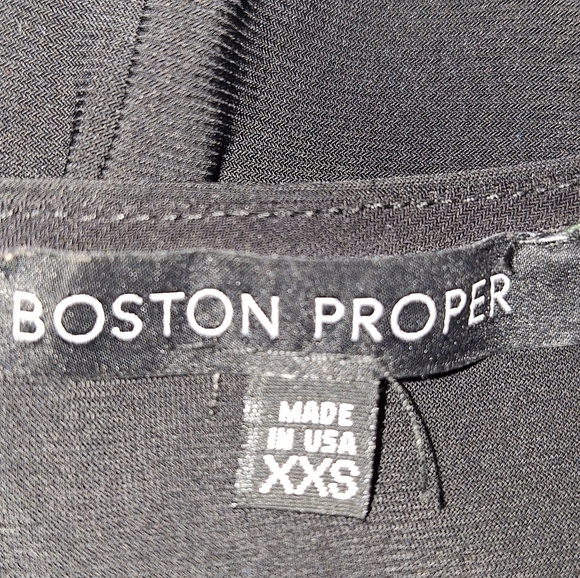 BOSTON PROPER
MADE
IN USA
XXS